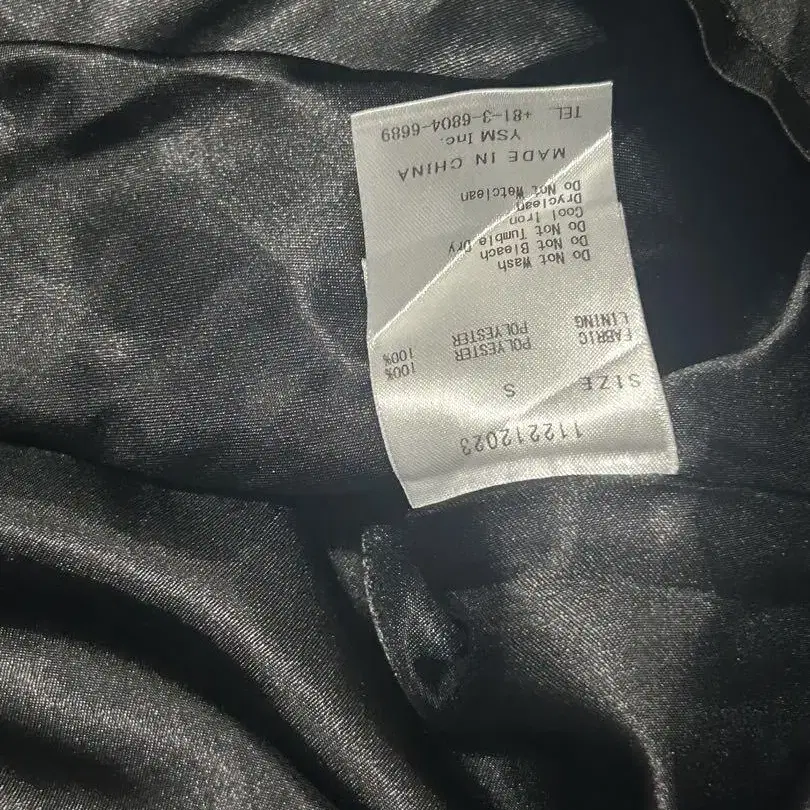 112212023
SIZE S
FABRIC POLYESTER 100%
LINING POLYESTER 100%
Do Not Wash
Do Not Bleach
Do Not Tumble Dry
Cool Iron
Dryclean
Do Not Wetclean
MADE IN CHINA
YSM Inc.
TEL. +81-3-6804-6689